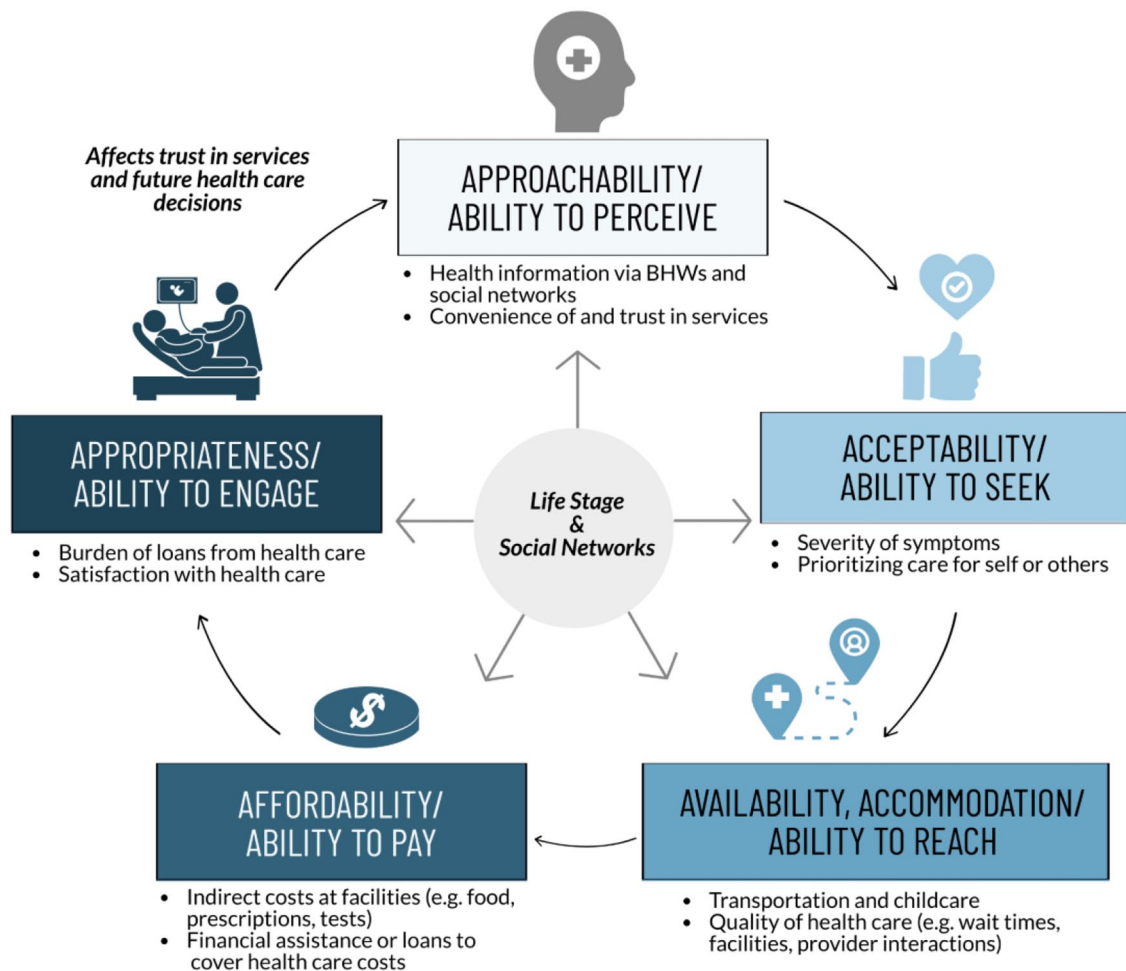 Affects trust in services
and future health care
decisions
APPROACHABILITY/
ABILITY TO PERCEIVE
• Health information via BHWs and
social networks
• Convenience of and trust in services
ACCEPTABILITY/
ABILITY TO SEEK
• Severity of symptoms
• Prioritizing care for self or others
AVAILABILITY, ACCOMMODATION/
ABILITY TO REACH
• Transportation and childcare
• Quality of health care (e.g. wait times,
facilities, provider interactions)
$
AFFORDABILITY/
ABILITY TO PAY
• Indirect costs at facilities (e.g. food,
prescriptions, tests)
• Financial assistance or loans to
cover health care costs
APPROPRIATENESS/
ABILITY TO ENGAGE
• Burden of loans from health care
• Satisfaction with health care
Life Stage
&
Social Networks